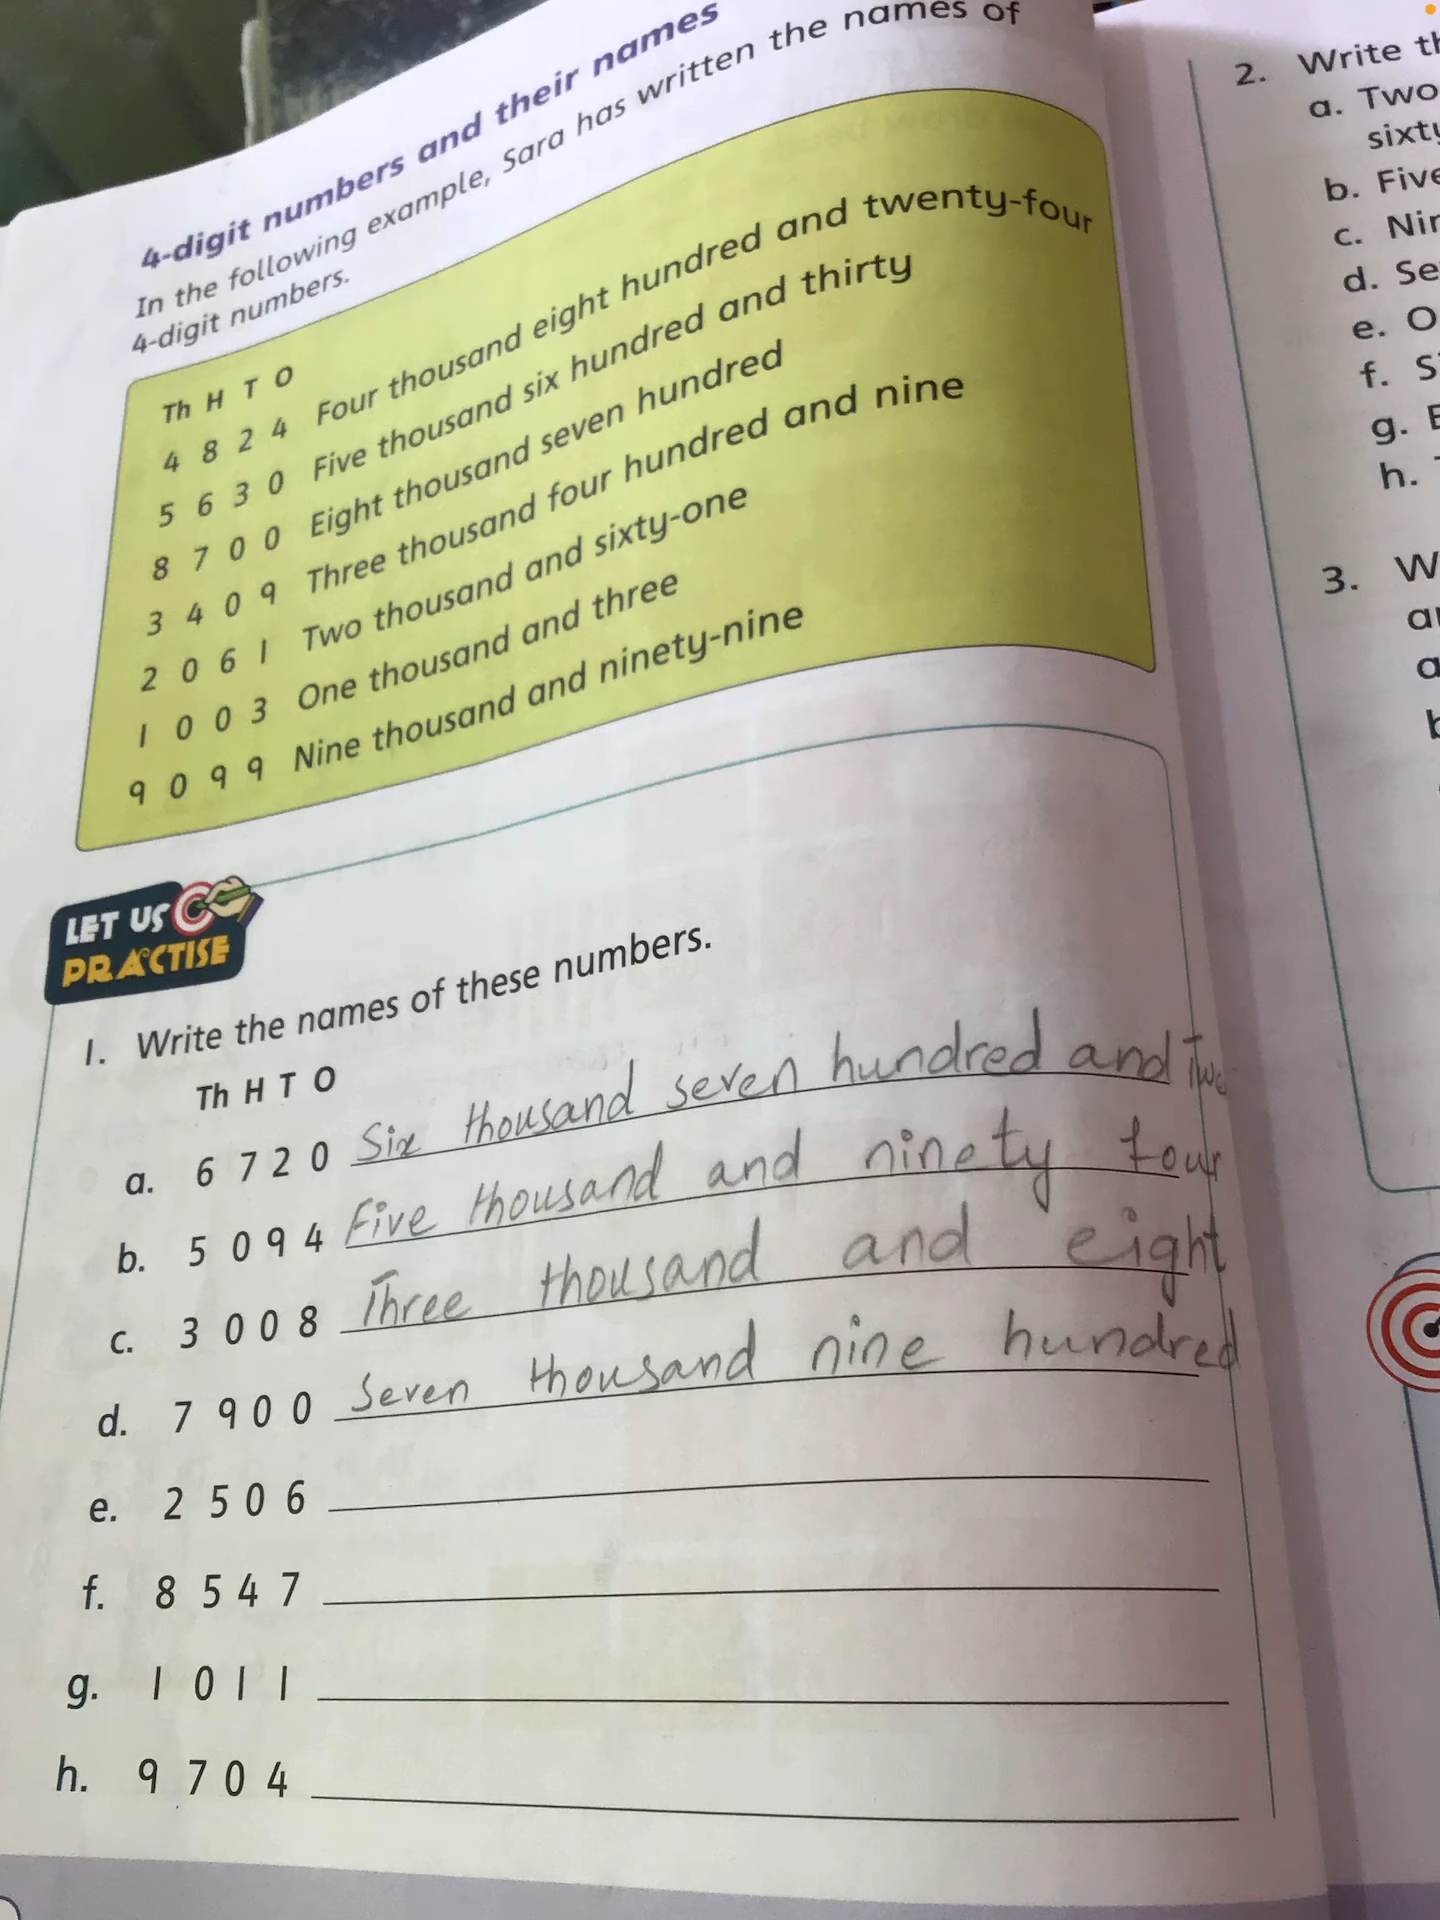 4-digit numbers and their names
In the following example, Sara has written the names of
4-digit numbers.
Th H T O
4 8 2 4 Four thousand eight hundred and twenty-four
5 6 3 0 Five thousand six hundred and thirty
8 7 0 0 Eight thousand seven hundred
3 4 0 9 Three thousand four hundred and nine
2 0 6 1 Two thousand and sixty-one
1 0 0 3 One thousand and three
9 0 9 9 Nine thousand and ninety-nine
LET US
PRACTISE
1. Write the names of these numbers.
Th H T O
a. 6 7 2 0 Six thousand seven hundred and
b. 5 0 9 4 Five thousand and ninety four
c. 3 0 0 8 Three thousand and eight
d. 7 9 0 0 Seven thousand nine hundred
e. 2 5 0 6
f. 8 5 4 7
g. 1 0 1 1
h. 9 7 0 4
2. Write
a. Two
b.
c.
d.
e.
f.
g.
h.
3.